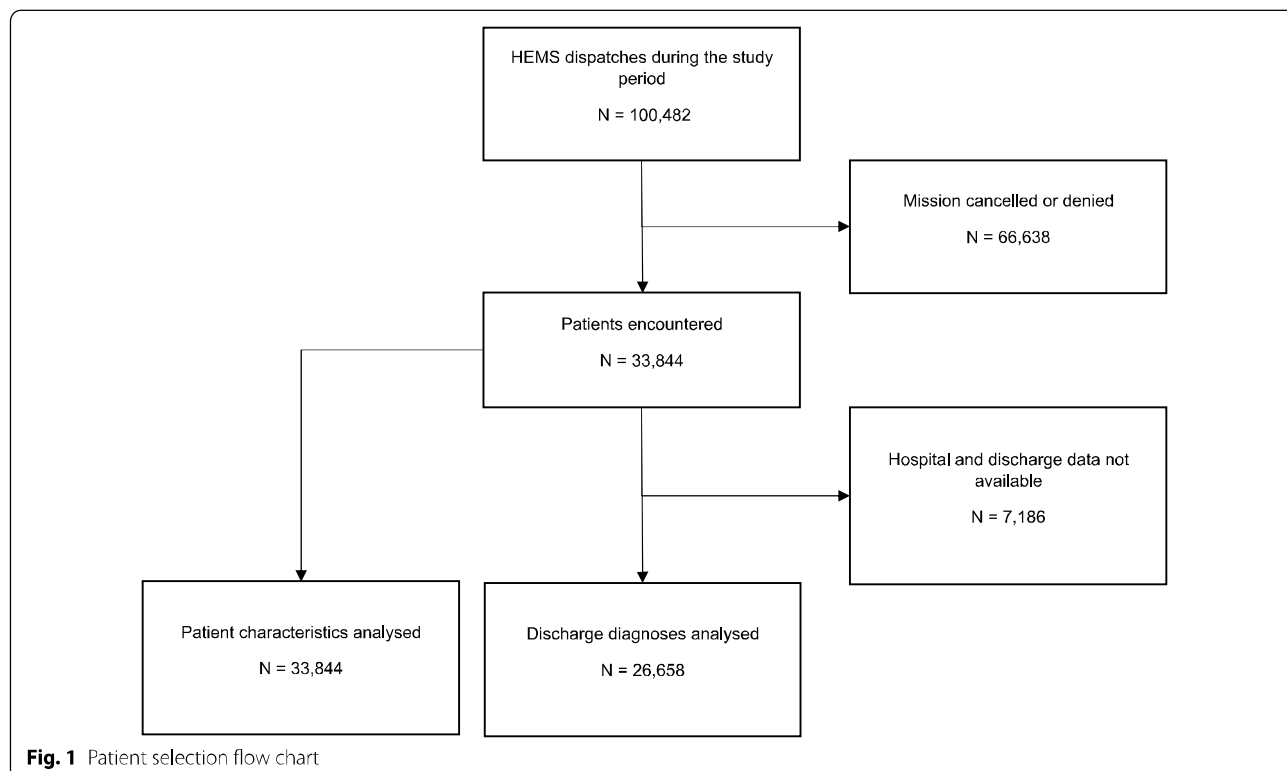 HEMS dispatches during the study
period
N = 100,482
Mission cancelled or denied
N = 66,638
Patients encountered
N = 33,844
Hospital and discharge data not
available
N = 7,186
Patient characteristics analysed
N = 33,844
Discharge diagnoses analysed
N = 26,658
Fig. 1 Patient selection flow chart